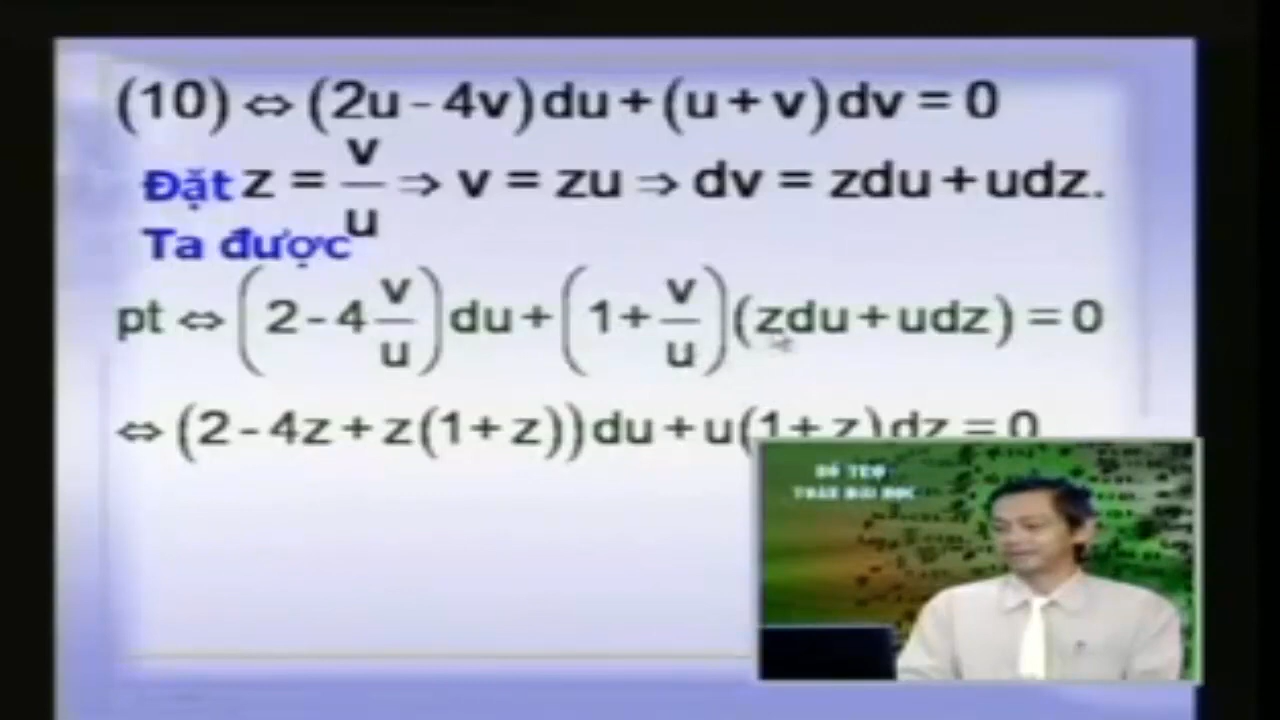 (10) ⇔ (2u - 4v)du + (u + v)dv = 0
Đặt z = v/u ⇒ v = zu ⇒ dv = zdu + udz.
Ta được
pt ⇔ (2 - 4 v/u)du + (1 + v/u)(zdu + udz) = 0
⇔ (2 - 4z + z(1 + z))du + u(1 + z)dz = 0